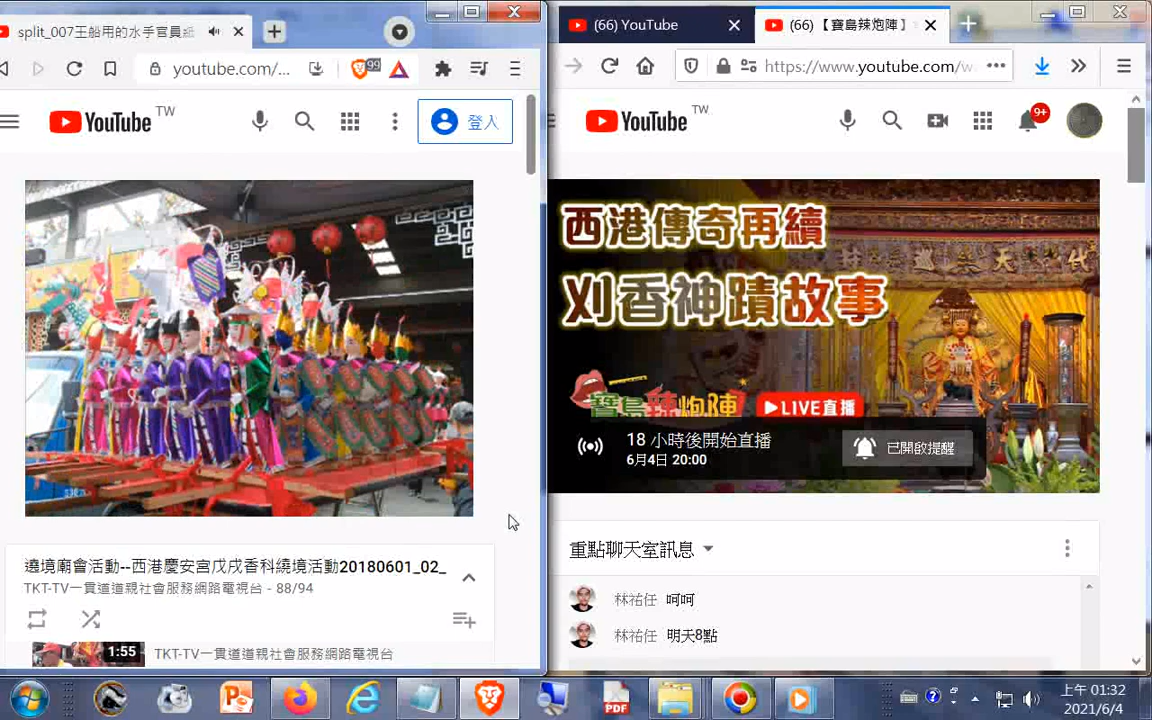 split_007王船用的水手官員紙
youtube.com/...
99
YouTube TW
登入
遶境廟會活動--西港慶安宮戊戌香科繞境活動20180601_02_
TKT-TV一貫道道親社會服務網路電視台 - 88/94
1:55
TKT-TV一貫道道親社會服務網路電視台
(66) YouTube
(66) 【寶島辣炮陣】
https://www.youtube.com/w
YouTube TW
9+
西港傳奇再續
刈香神蹟故事
代天巡
寶島辣炮陣
LIVE直播
18 小時後開始直播
6月4日 20:00
已開啟提醒
重點聊天室訊息
林祐任 呵呵
林祐任 明天8點
PDF
上午 01:32
2021/6/4